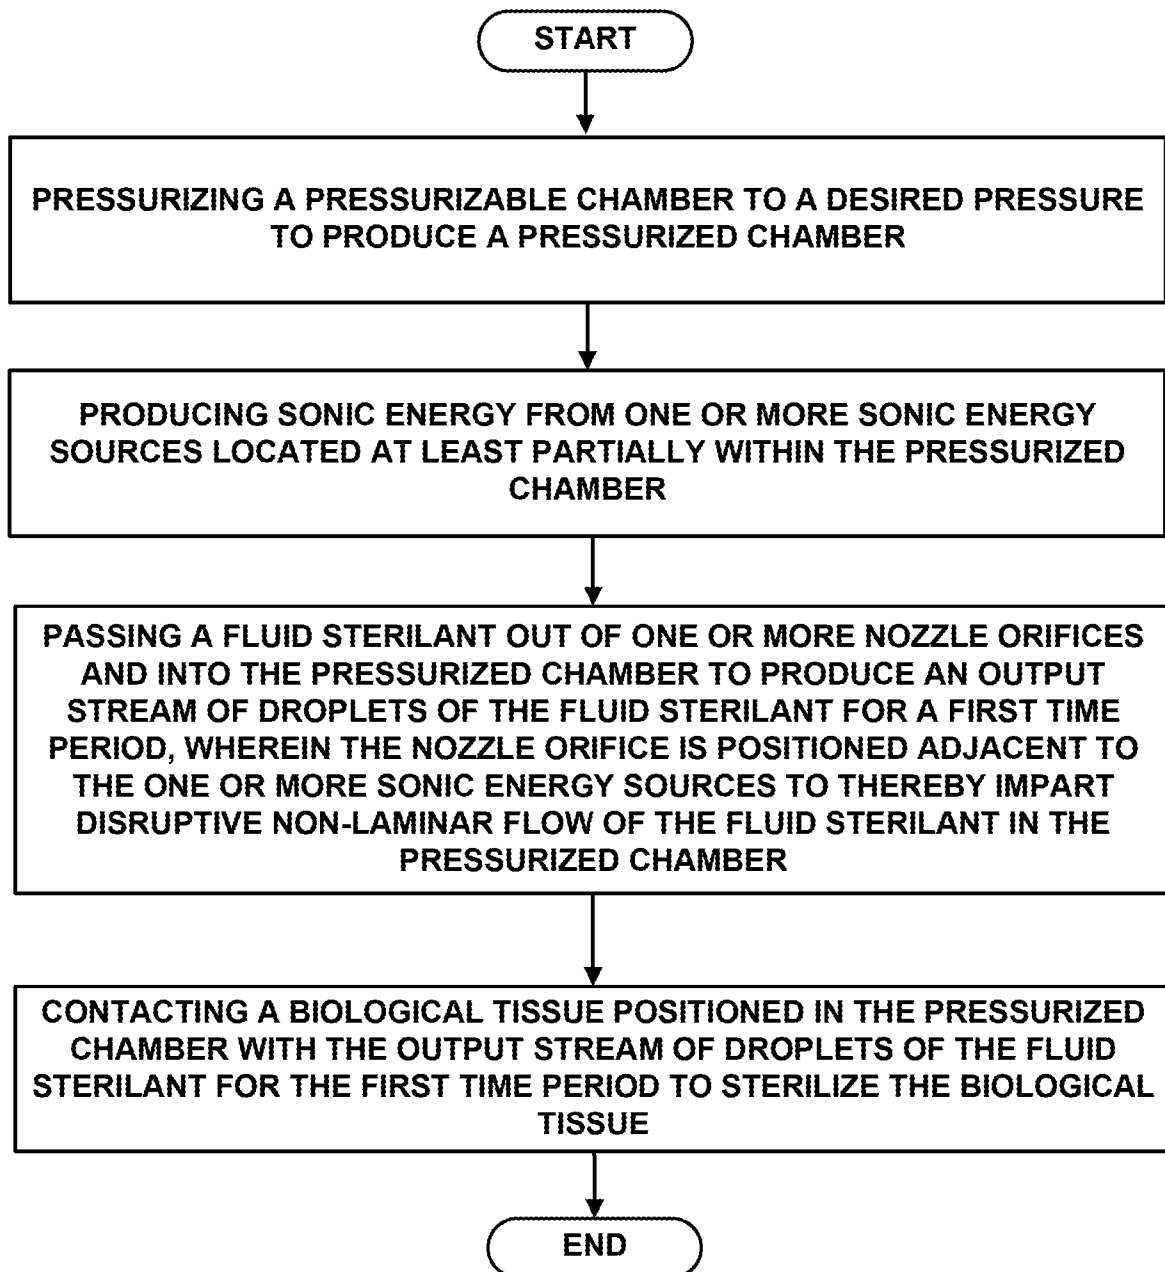 START
PRESSURIZING A PRESSURIZABLE CHAMBER TO A DESIRED PRESSURE
TO PRODUCE A PRESSURIZED CHAMBER
PRODUCING SONIC ENERGY FROM ONE OR MORE SONIC ENERGY
SOURCES LOCATED AT LEAST PARTIALLY WITHIN THE PRESSURIZED
CHAMBER
PASSING A FLUID STERILANT OUT OF ONE OR MORE NOZZLE ORIFICES
AND INTO THE PRESSURIZED CHAMBER TO PRODUCE AN OUTPUT
STREAM OF DROPLETS OF THE FLUID STERILANT FOR A FIRST TIME
PERIOD, WHEREIN THE NOZZLE ORIFICE IS POSITIONED ADJACENT TO
THE ONE OR MORE SONIC ENERGY SOURCES TO THEREBY IMPART
DISRUPTIVE NON-LAMINAR FLOW OF THE FLUID STERILANT IN THE
PRESSURIZED CHAMBER
CONTACTING A BIOLOGICAL TISSUE POSITIONED IN THE PRESSURIZED
CHAMBER WITH THE OUTPUT STREAM OF DROPLETS OF THE FLUID
STERILANT FOR THE FIRST TIME PERIOD TO STERILIZE THE BIOLOGICAL
TISSUE
END